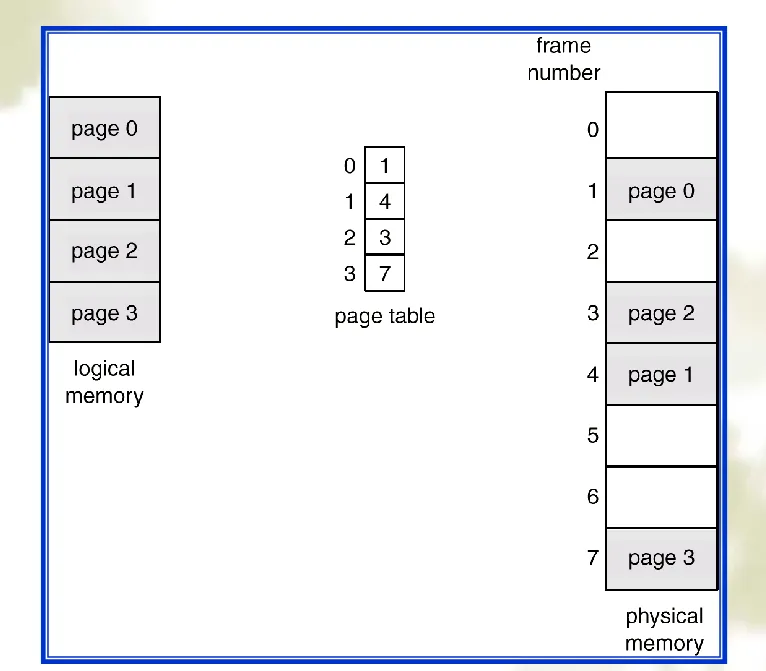 frame
number
page 0
page 1
page 2
page 3
logical
memory
0 1
1 4
2 3
3 7
page table
0
1 page 0
2
3 page 2
4 page 1
5
6
7 page 3
physical
memory